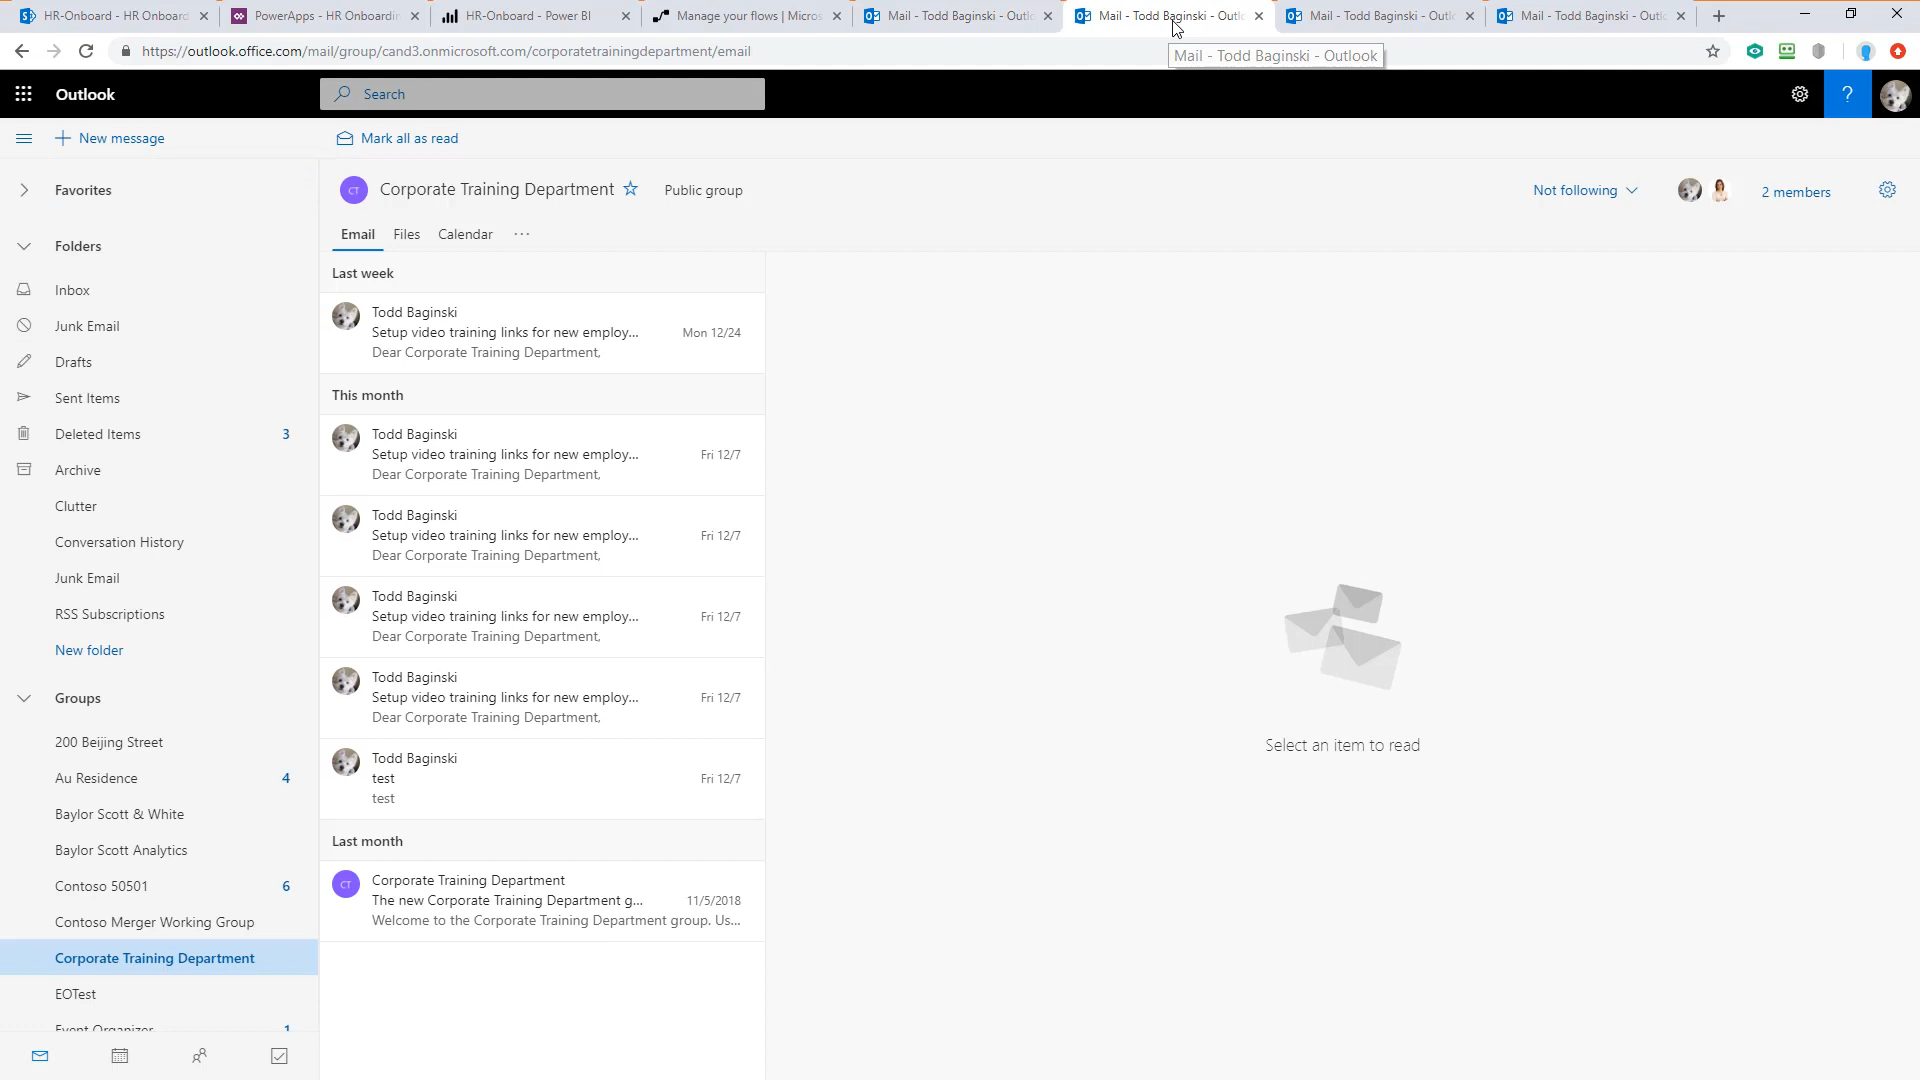 HR-Onboard - HR Onboard
PowerApps - HR Onboardin
HR-Onboard - Power BI
Manage your flows | Micros
Mail - Todd Baginski - Outlo
Mail - Todd Baginski - Outlo
Mail - Todd Baginski - Outlo
Mail - Todd Baginski - Outlo
https://outlook.office.com/mail/group/cand3.onmicrosoft.com/corporatetrainingdepartment/email
Mail - Todd Baginski - Outlook
Outlook
Search
?
New message
Mark all as read
Favorites
Folders
Inbox
Junk Email
Drafts
Sent Items
Deleted Items 3
Archive
Clutter
Conversation History
Junk Email
RSS Subscriptions
New folder
Groups
200 Beijing Street
Au Residence 4
Baylor Scott & White
Baylor Scott Analytics
Contoso 50501 6
Contoso Merger Working Group
Corporate Training Department
EOTest
Event Organizer 1
CT Corporate Training Department Public group
Not following 2 members
Email Files Calendar ···
Last week
Todd Baginski
Setup video training links for new employ... Mon 12/24
Dear Corporate Training Department,
This month
Todd Baginski
Setup video training links for new employ... Fri 12/7
Dear Corporate Training Department,
Todd Baginski
Setup video training links for new employ... Fri 12/7
Dear Corporate Training Department,
Todd Baginski
Setup video training links for new employ... Fri 12/7
Dear Corporate Training Department,
Todd Baginski
Setup video training links for new employ... Fri 12/7
Dear Corporate Training Department,
Todd Baginski
test Fri 12/7
test
Last month
CT Corporate Training Department
The new Corporate Training Department g... 11/5/2018
Welcome to the Corporate Training Department group. Us...
Select an item to read